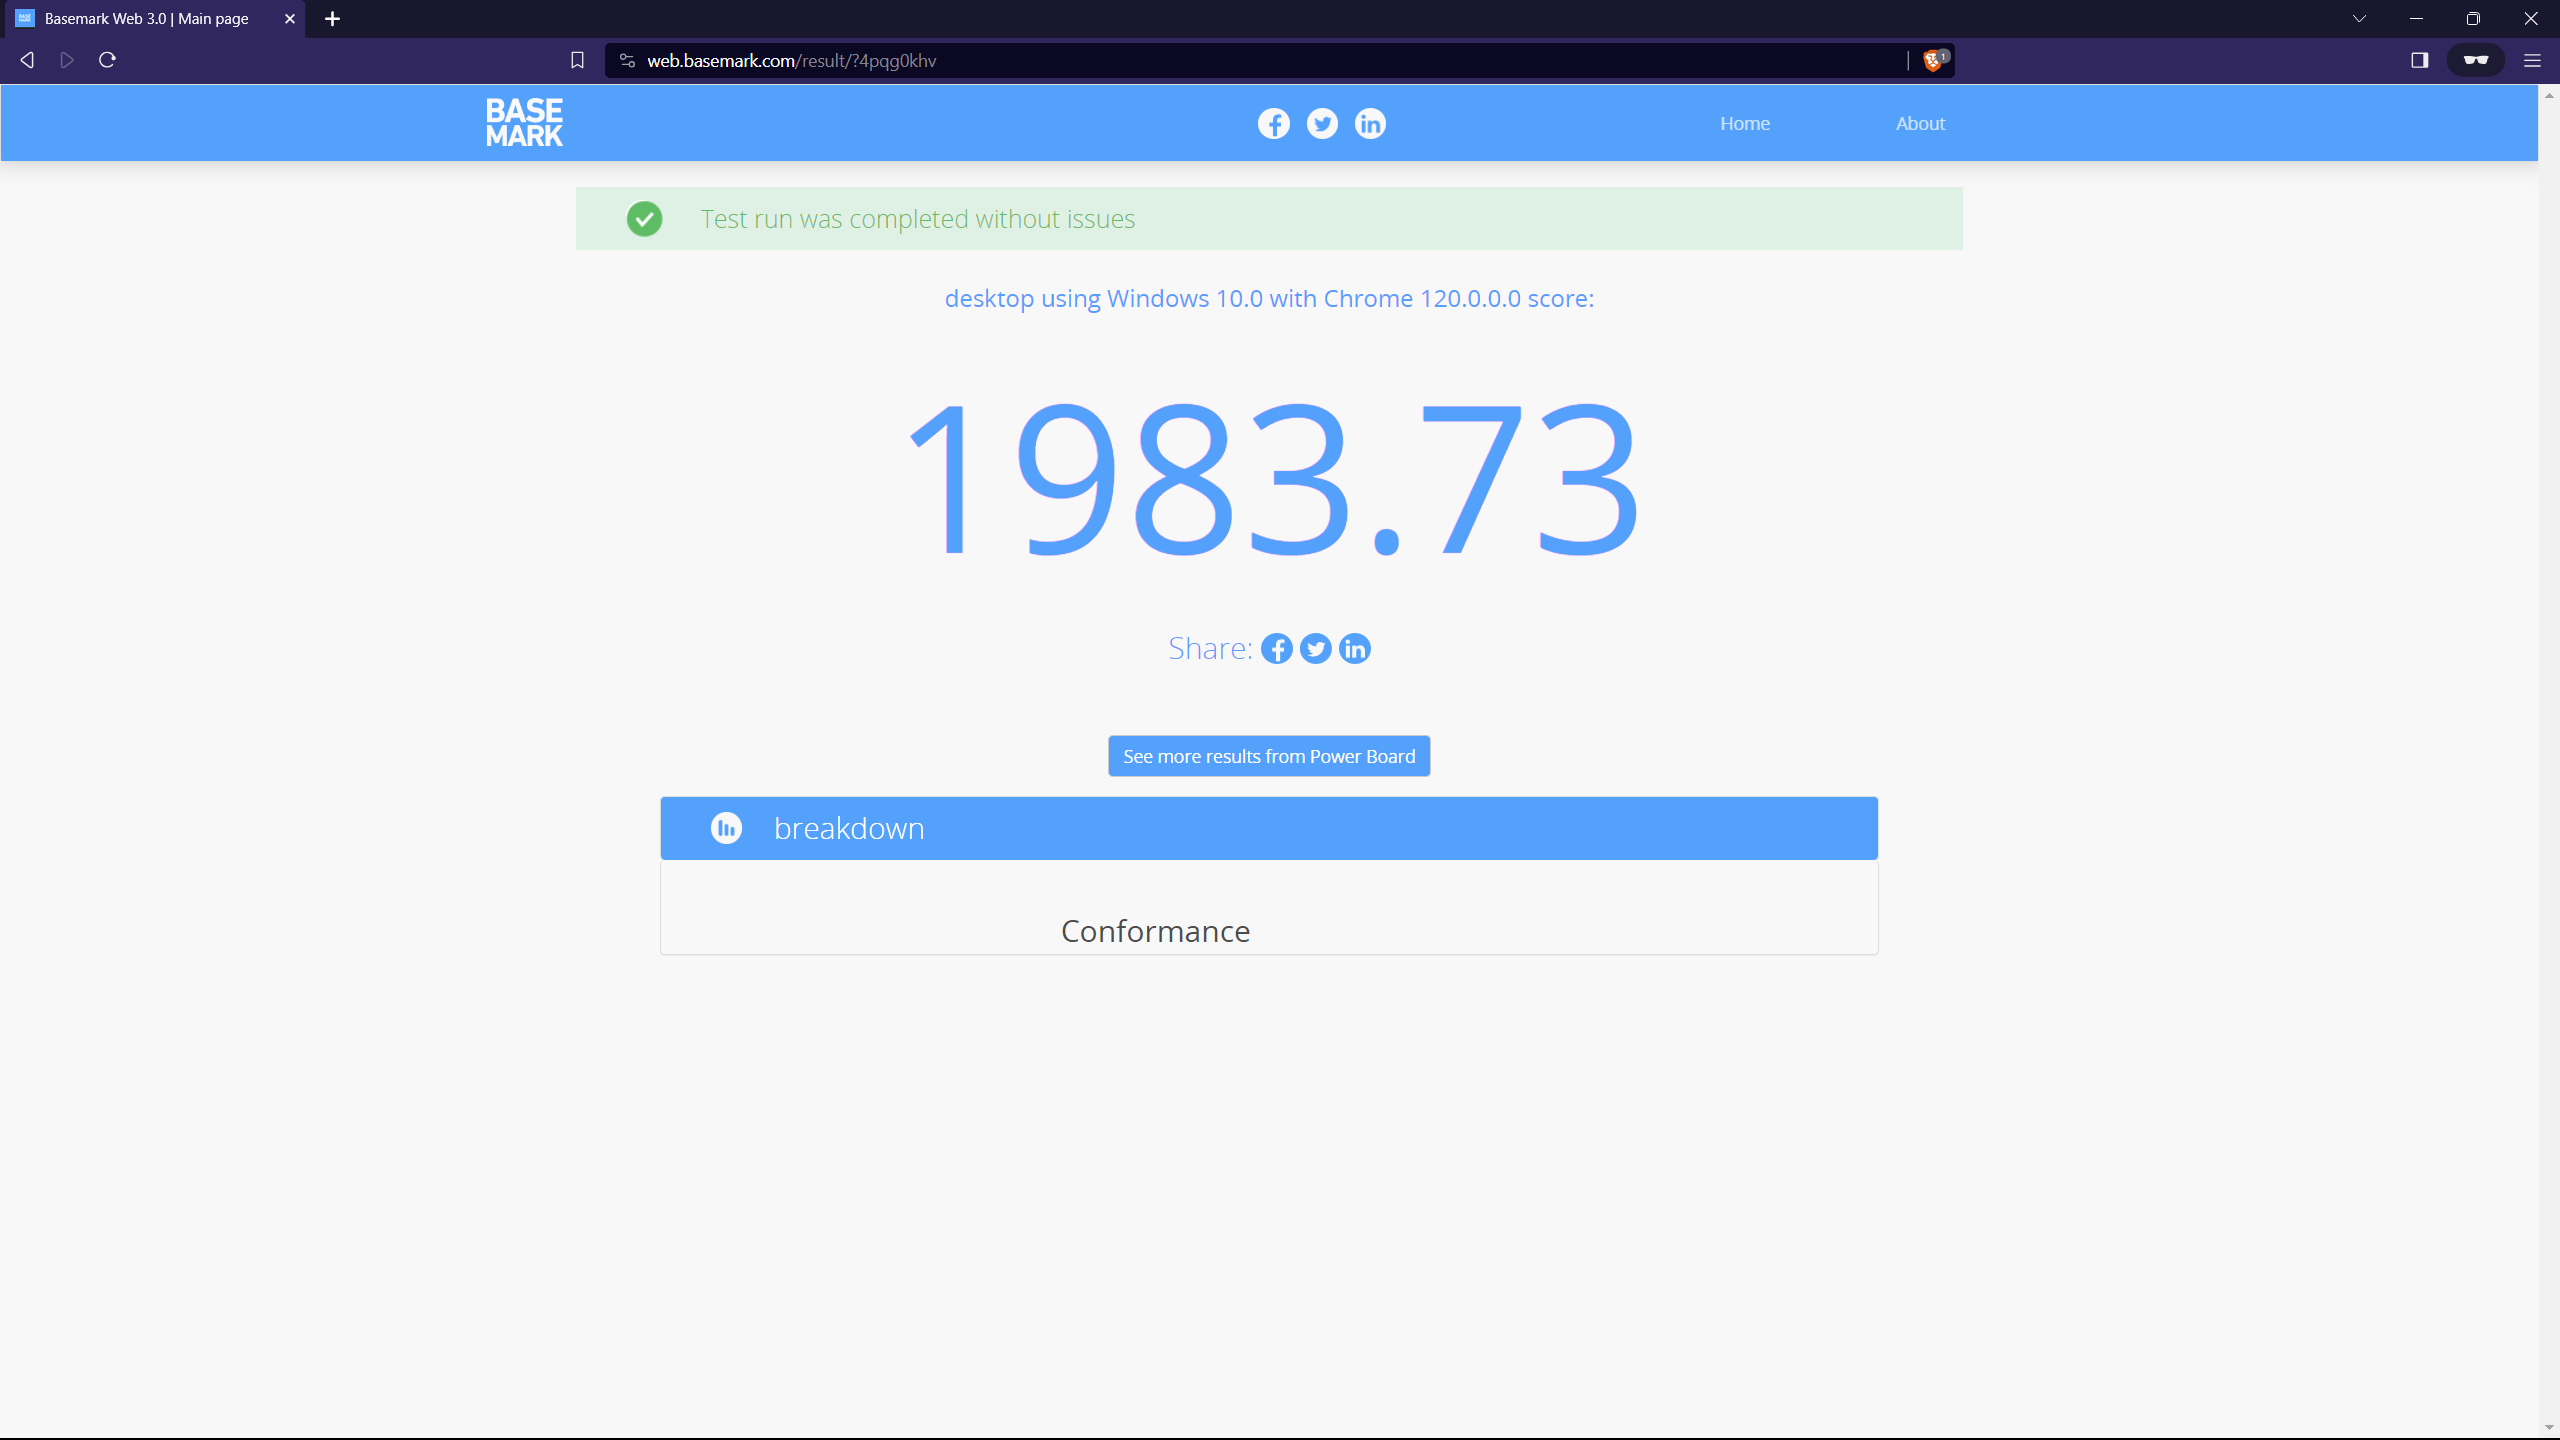 Basemark Web 3.0 | Main page
web.basemark.com/result/?4pqg0khv
1
BASE
MARK
Home
About
Test run was completed without issues
desktop using Windows 10.0 with Chrome 120.0.0.0 score:
1983.73
Share:
See more results from Power Board
breakdown
Conformance